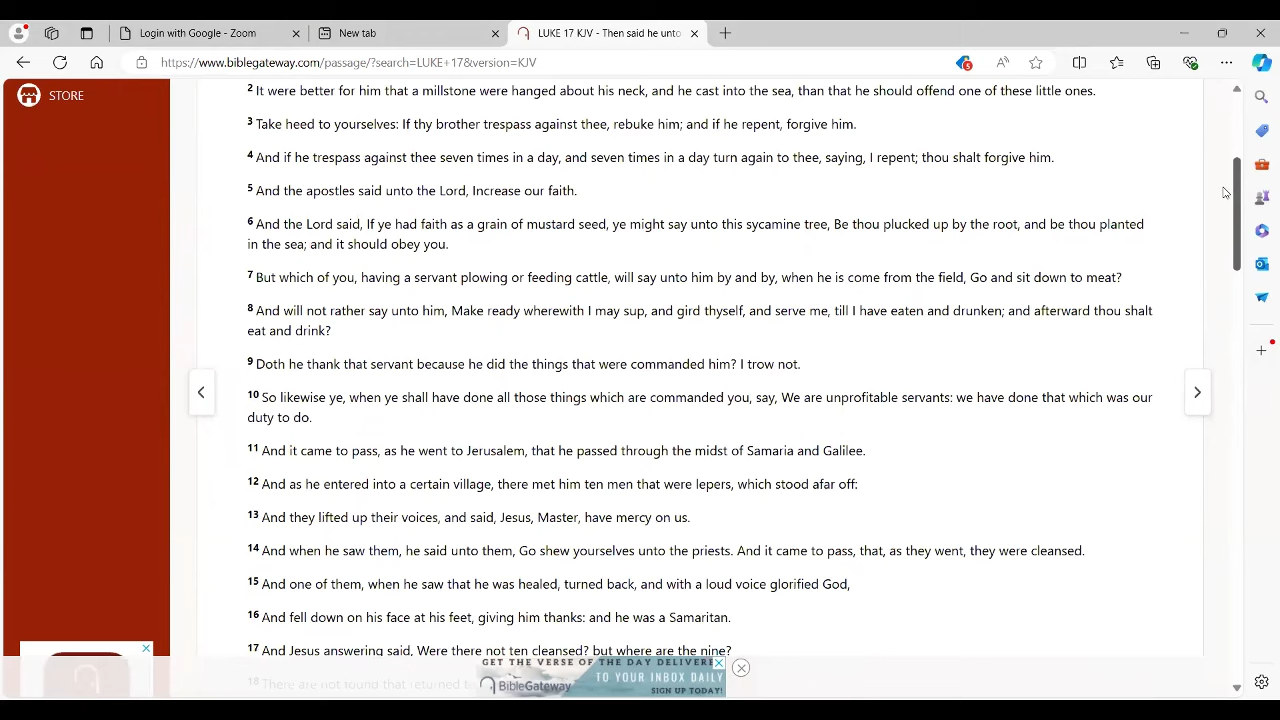 Login with Google - Zoom
New tab
LUKE 17 KJV - Then said he unto
https://www.biblegateway.com/passage/?search=LUKE+17&version=KJV
5
STORE
2 It were better for him that a millstone were hanged about his neck, and he cast into the sea, than that he should offend one of these little ones.
3 Take heed to yourselves: If thy brother trespass against thee, rebuke him; and if he repent, forgive him.
4 And if he trespass against thee seven times in a day, and seven times in a day turn again to thee, saying, I repent; thou shalt forgive him.
5 And the apostles said unto the Lord, Increase our faith.
6 And the Lord said, If ye had faith as a grain of mustard seed, ye might say unto this sycamine tree, Be thou plucked up by the root, and be thou planted
in the sea; and it should obey you.
7 But which of you, having a servant plowing or feeding cattle, will say unto him by and by, when he is come from the field, Go and sit down to meat?
8 And will not rather say unto him, Make ready wherewith I may sup, and gird thyself, and serve me, till I have eaten and drunken; and afterward thou shalt
eat and drink?
9 Doth he thank that servant because he did the things that were commanded him? I trow not.
10 So likewise ye, when ye shall have done all those things which are commanded you, say, We are unprofitable servants: we have done that which was our
duty to do.
11 And it came to pass, as he went to Jerusalem, that he passed through the midst of Samaria and Galilee.
12 And as he entered into a certain village, there met him ten men that were lepers, which stood afar off:
13 And they lifted up their voices, and said, Jesus, Master, have mercy on us.
14 And when he saw them, he said unto them, Go shew yourselves unto the priests. And it came to pass, that, as they went, they were cleansed.
15 And one of them, when he saw that he was healed, turned back, and with a loud voice glorified God,
16 And fell down on his face at his feet, giving him thanks: and he was a Samaritan.
17 And Jesus answering said, Were there not ten cleansed? but where are the nine?
18 There are not found that returned
GET THE VERSE OF THE DAY DELIVERE
TO YOUR INBOX DAILY
BibleGateway SIGN UP TODAY!